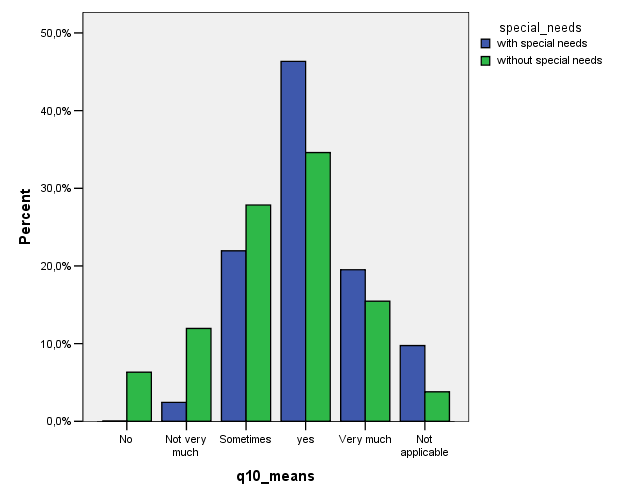 special_needs
with special needs
without special needs
Percent
50,0%
40,0%
30,0%
20,0%
10,0%
0,0%
No
Not very
much
Sometimes
yes
Very much
Not
applicable
q10_means